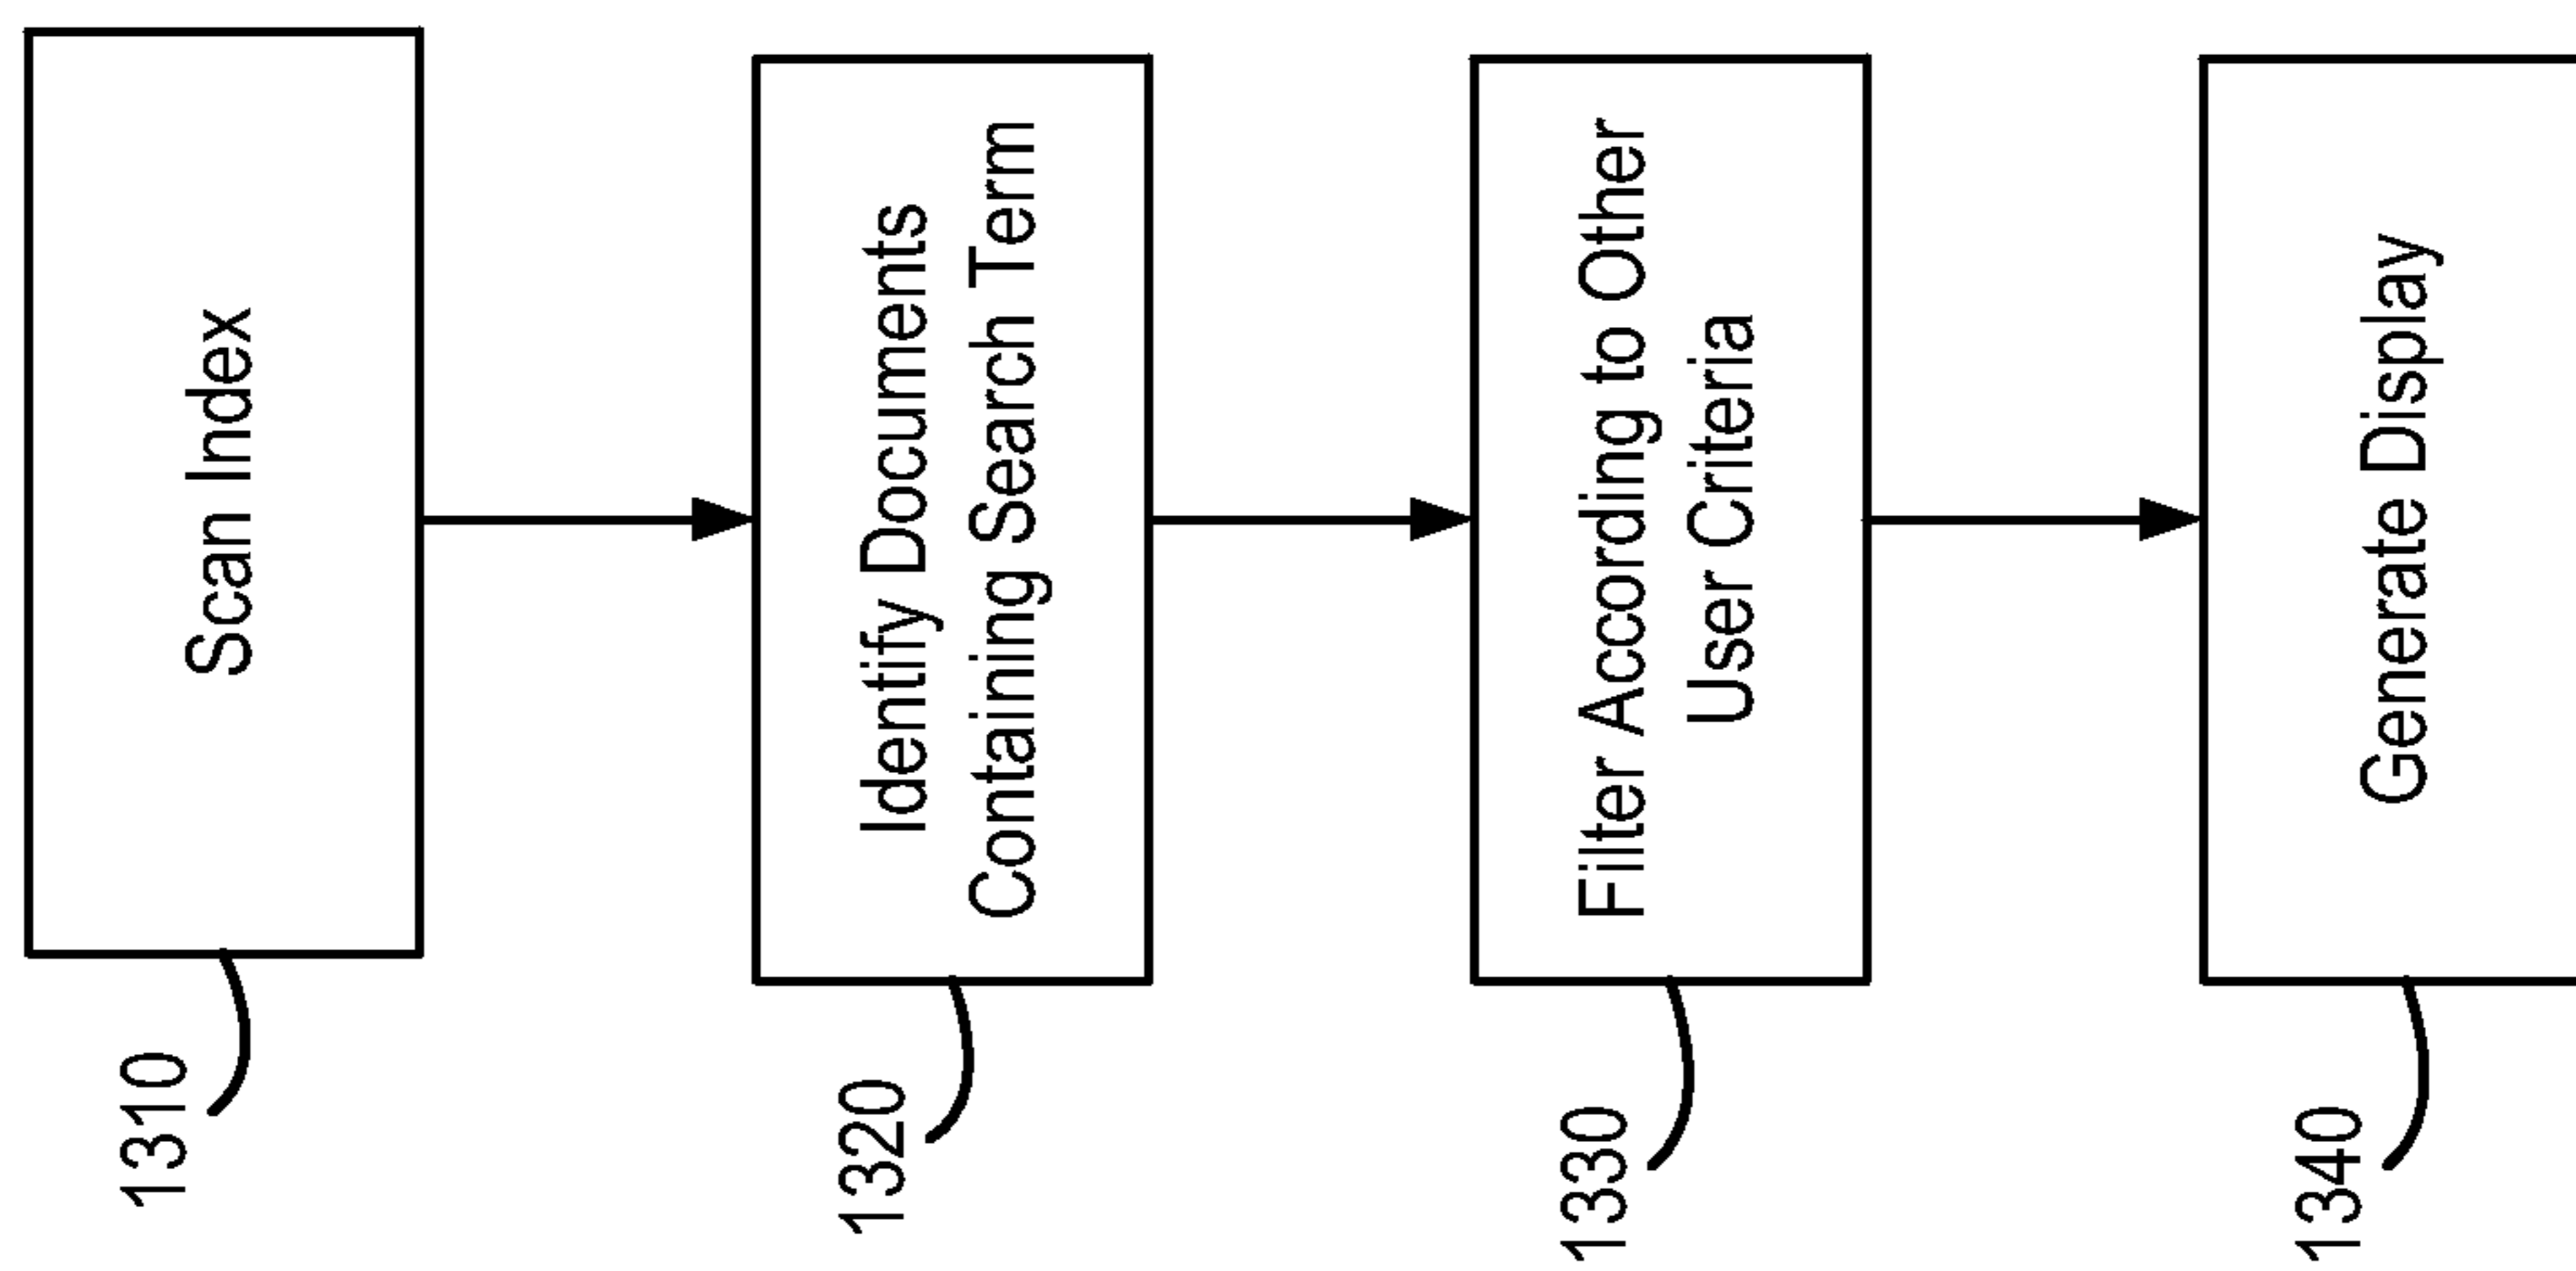 1310
Scan Index
1320
Identify Documents
Containing Search Term
1330
Filter According to Other
User Criteria
1340
Generate Display